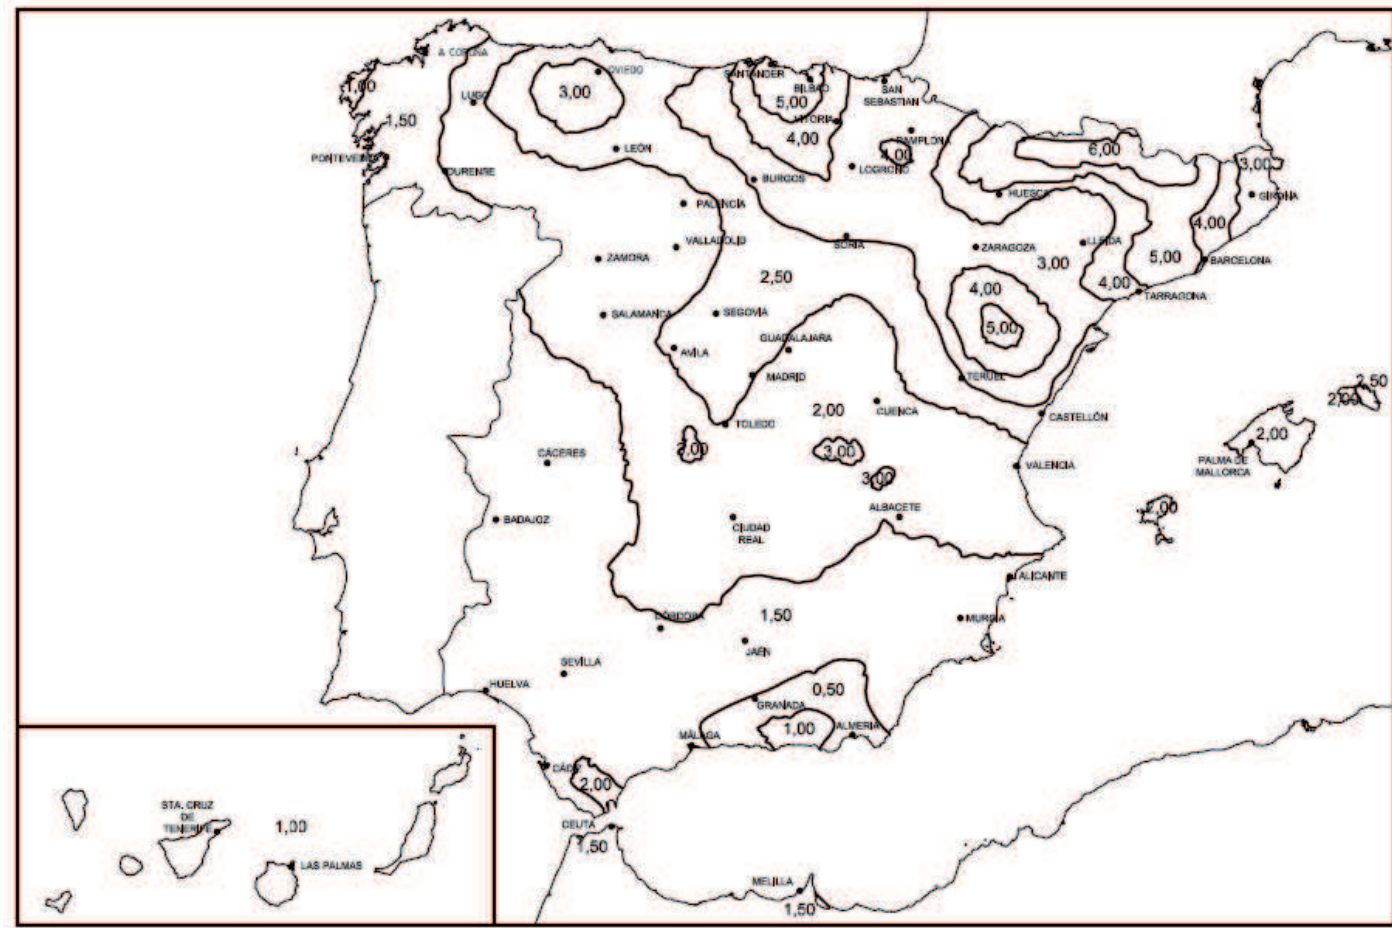 A CORUÑA
OVIEDO
SANTANDER
BILBAO
SAN
SEBASTIAN
1,00
LUGO
3,00
5,00
1,50
VITORIA
4,00
PAMPLONA
6,00
PONTEVEDRA
LEÓN
4,00
LOGROÑO
3,00
OURENSE
BURGOS
HUESCA
GIRONA
PALENCIA
4,00
VALLADOLID
SORIA
ZARAGOZA
LLEIDA
ZAMORA
3,00
5,00
BARCELONA
2,50
4,00
4,00
TARRAGONA
SALAMANCA
SEGOVIA
5,00
GUADALAJARA
AVÍLA
MADRID
TERUEL
2,50
2,00
2,00
CUENCA
CASTELLÓN
TOLEDO
2,00
CÁCERES
2,00
3,00
PALMA DE
MALLORCA
VALENCIA
3,00
2,00
ALBACETE
BADAJOZ
CIUDAD
REAL
ALICANTE
CÓRDOBA
1,50
MURCIA
JAÉN
SEVILLA
HUELVA
0,50
GRANADA
1,00
ALMERIA
MÁLAGA
CÁDIZ
2,00
STA. CRUZ
DE
TENERIFE
1,00
CEUTA
1,50
LAS PALMAS
MELILLA
1,50